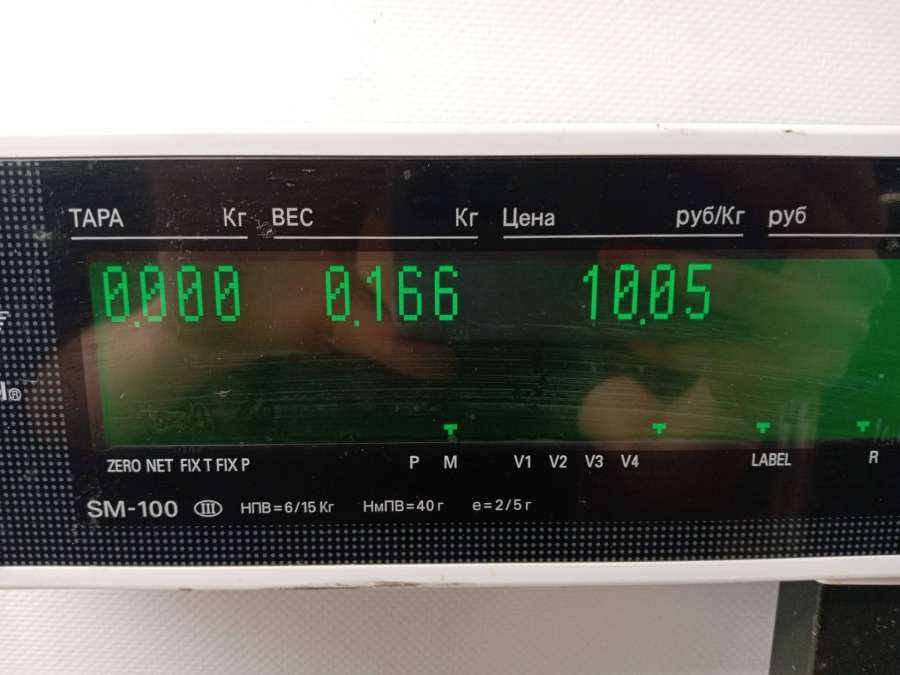 ТАРА Кг ВЕС Кг Цена руб/Кг руб
0.000 0.166 10.05
ZERO NET FIX T FIX P P M V1 V2 V3 V4 LABEL R
SM-100 III НПВ=6/15 Кг НмПВ=40 г e=2/5 г